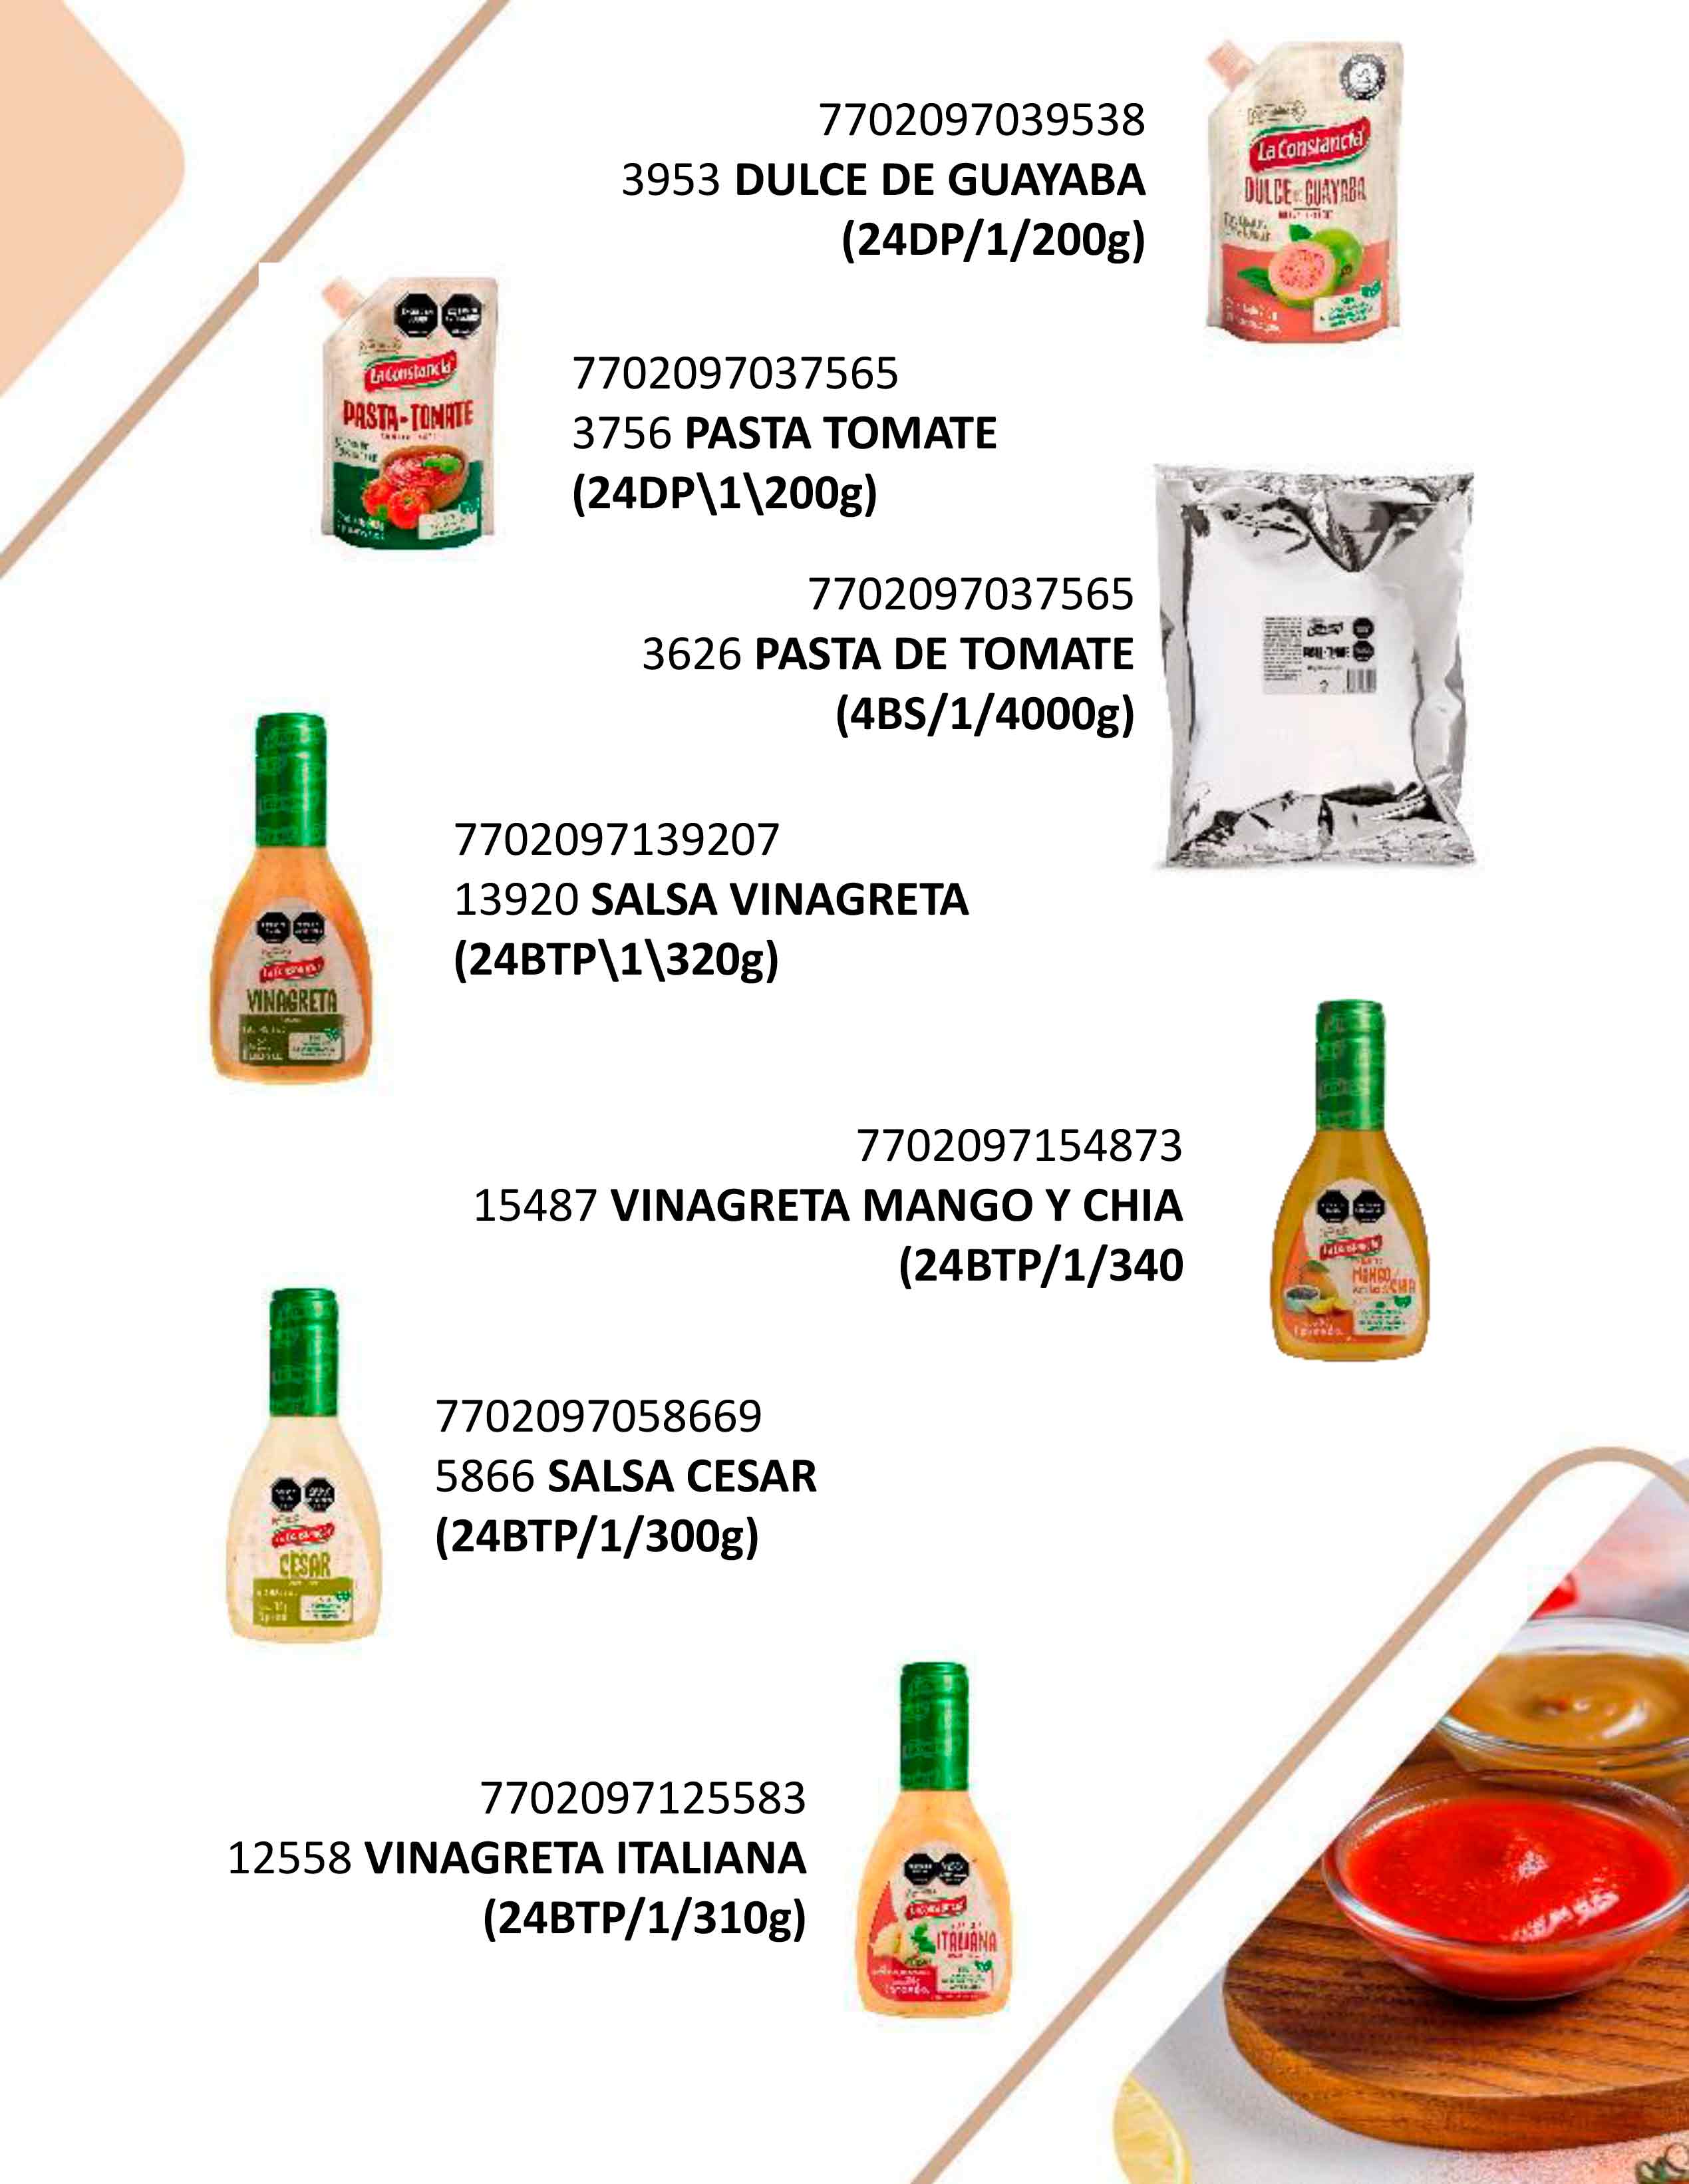 7702097039538
3953 DULCE DE GUAYABA
(24DP/1/200g)
La Constancia
DULCE DE GUAYABA
7702097037565
3756 PASTA TOMATE
(24DP\1\200g)
La Constancia
PASTA-TOMATE
7702097037565
3626 PASTA DE TOMATE
(4BS/1/4000g)
7702097139207
13920 SALSA VINAGRETA
(24BTP\1\320g)
VINAGRETA
7702097154873
15487 VINAGRETA MANGO Y CHIA
(24BTP/1/340
MANGO
CHIA
7702097058669
5866 SALSA CESAR
(24BTP/1/300g)
CÉSAR
7702097125583
12558 VINAGRETA ITALIANA
(24BTP/1/310g)
ITALIANA